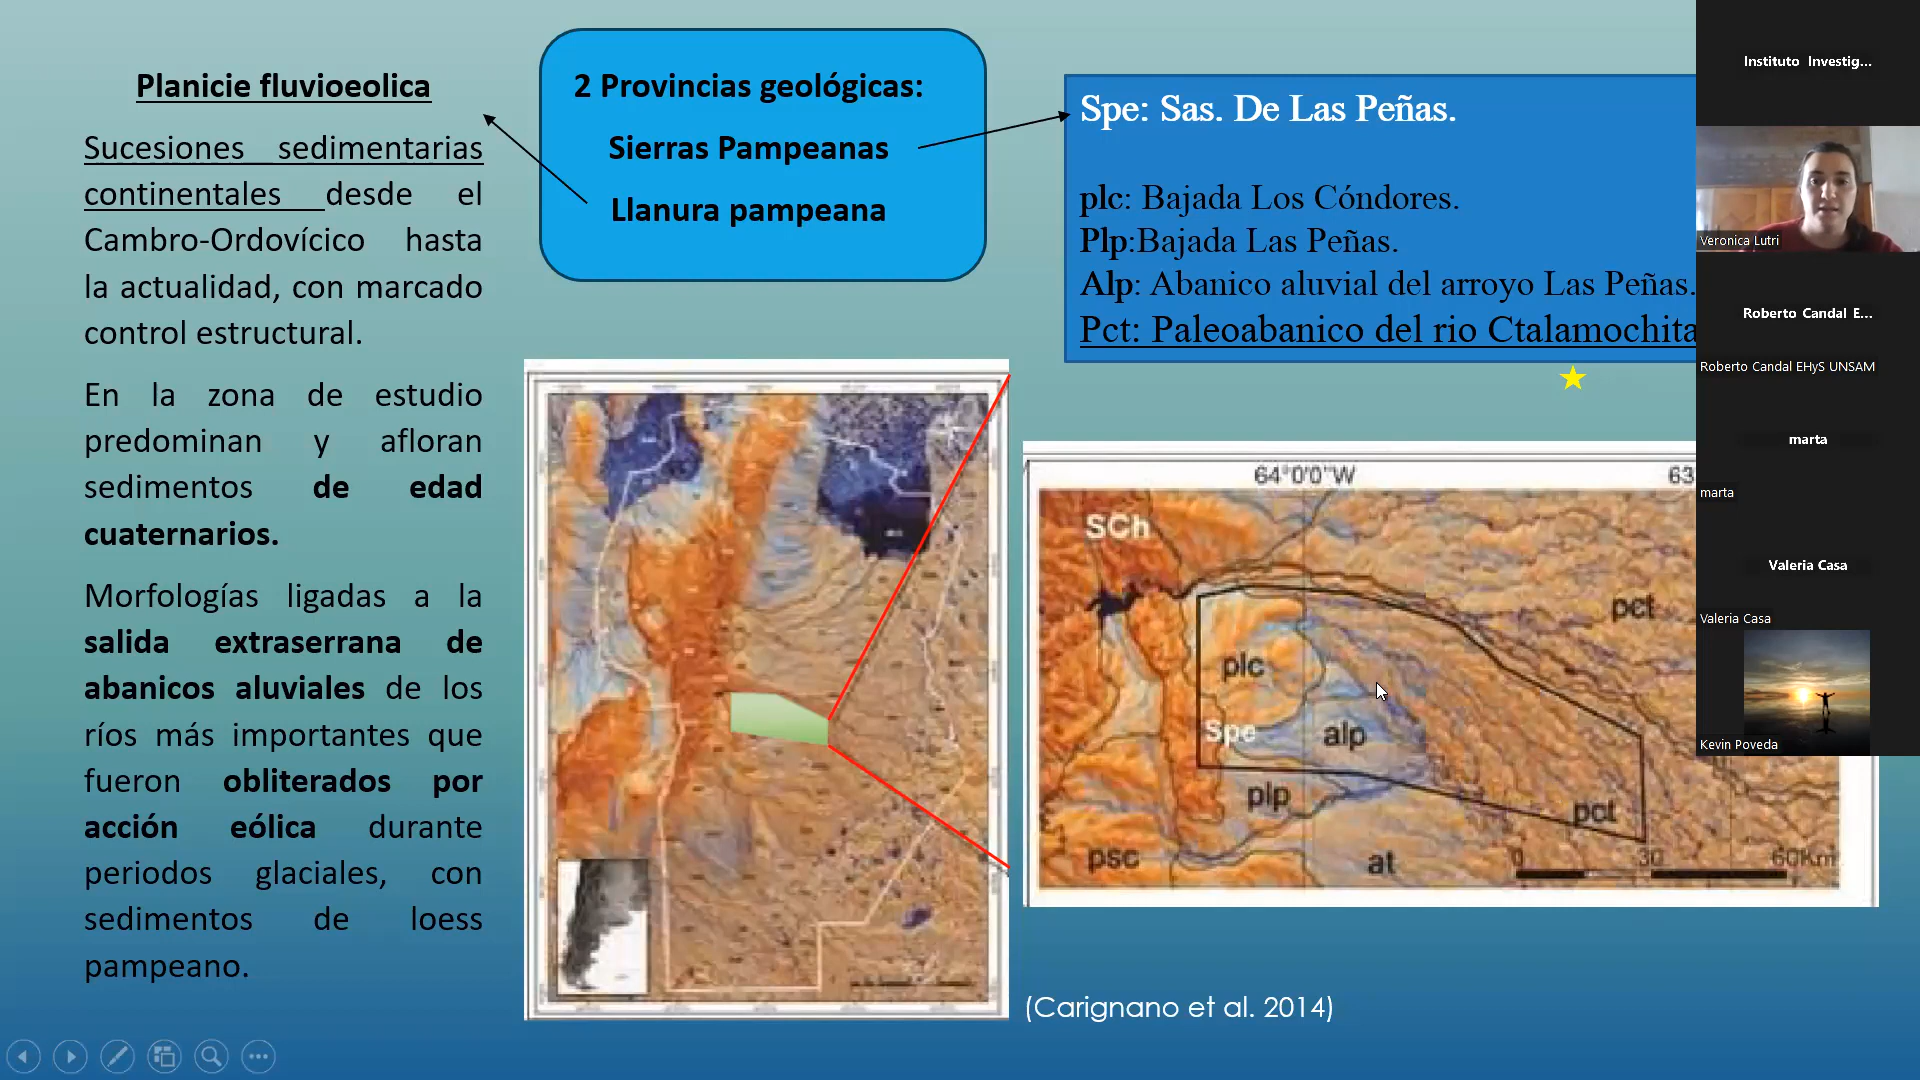 Planicie fluvioeolica
Sucesiones sedimentarias
continentales desde el
Cambro-Ordovícico hasta
la actualidad, con marcado
control estructural.
En la zona de estudio
predominan y afloran
sedimentos de edad
cuaternarios.
Morfologías ligadas a la
salida extraserrana de
abanicos aluviales de los
ríos más importantes que
fueron obliterados por
acción eólica durante
periodos glaciales, con
sedimentos de loess
pampeano.
2 Provincias geológicas:
Sierras Pampeanas
Llanura pampeana
Spe: Sas. De Las Peñas.
plc: Bajada Los Cóndores.
Plp:Bajada Las Peñas.
Alp: Abanico aluvial del arroyo Las Peñas.
Pct: Paleoabanico del rio Ctalamochita
64°0'0"W
63
SCh
pct
plc
Spe
alp
plp
pct
psc
at
0 30 60Km
(Carignano et al. 2014)
Instituto Investig...
Veronica Lutri
Roberto Candal E...
Roberto Candal EHyS UNSAM
marta
marta
Valeria Casa
Valeria Casa
Kevin Poveda